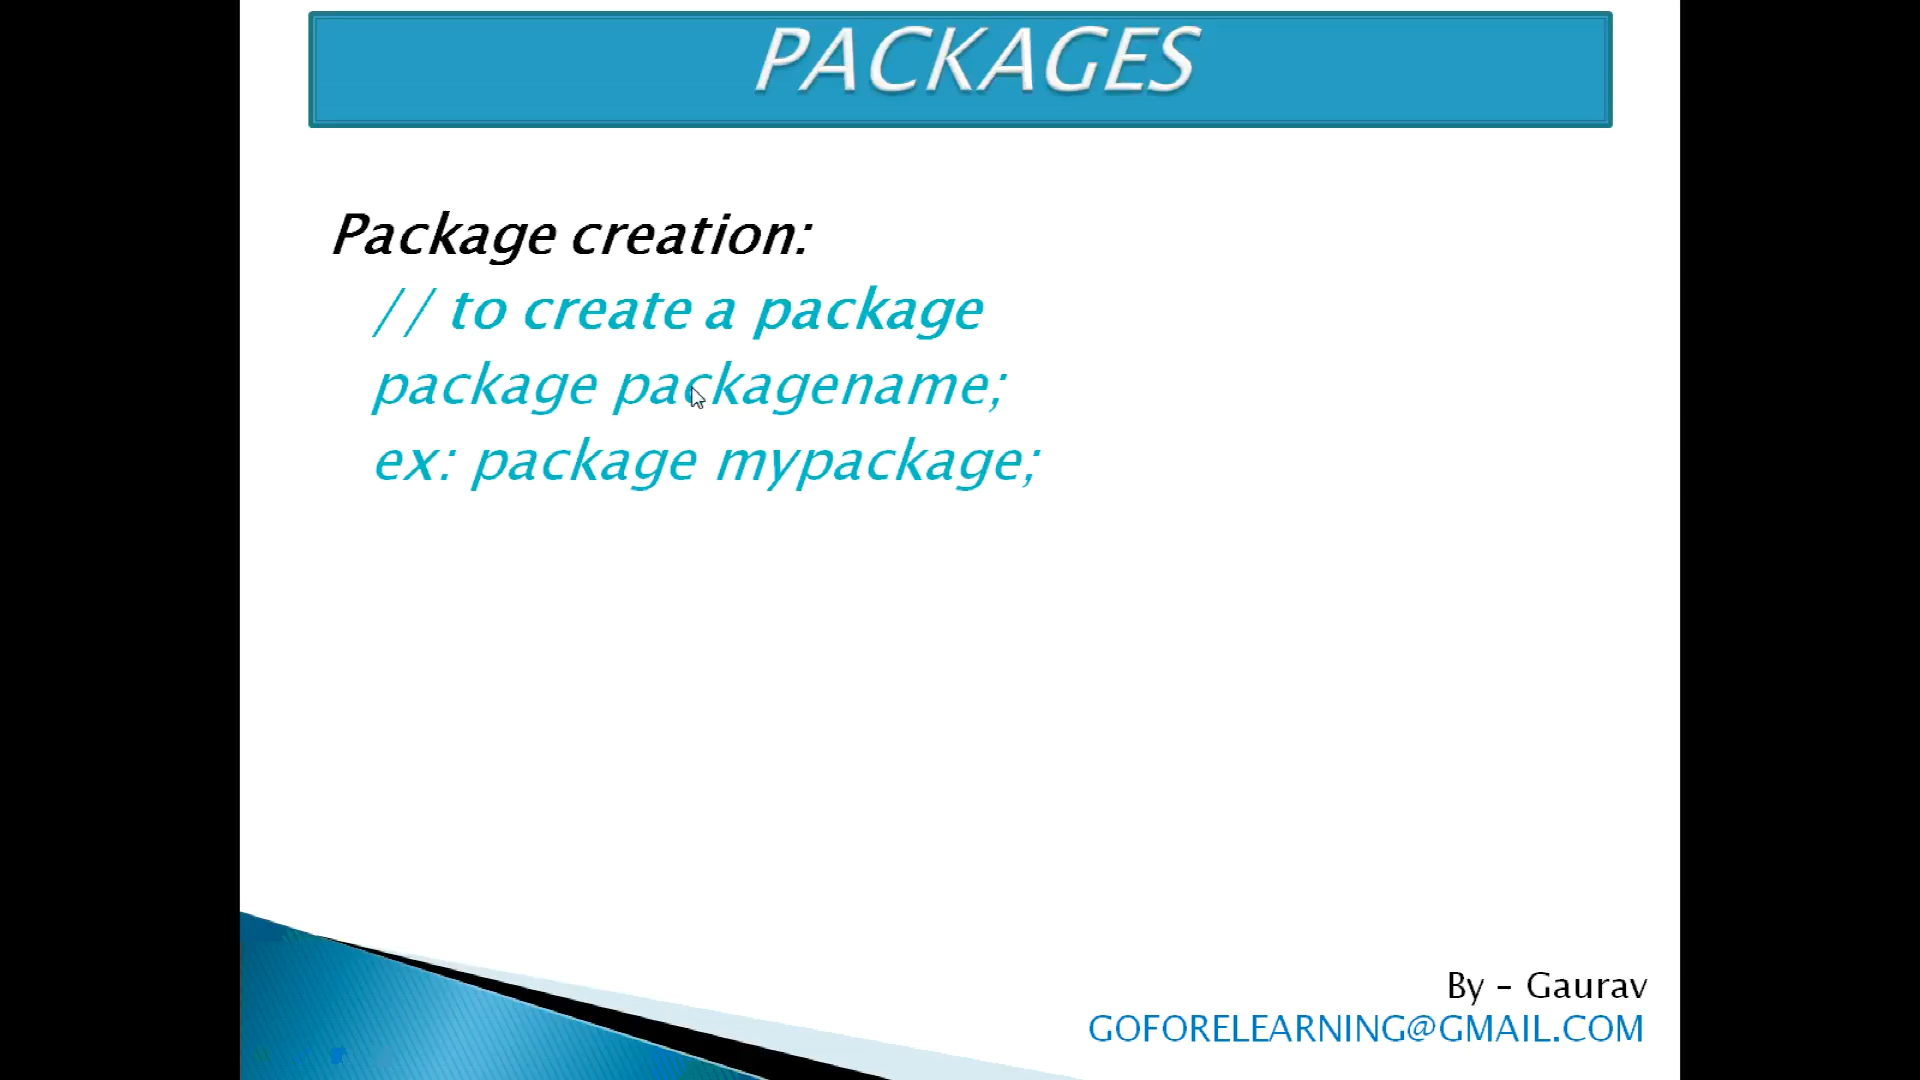 PACKAGES
Package creation:
// to create a package
package packagename;
ex: package mypackage;
By – Gaurav
GOFORELEARNING@GMAIL.COM